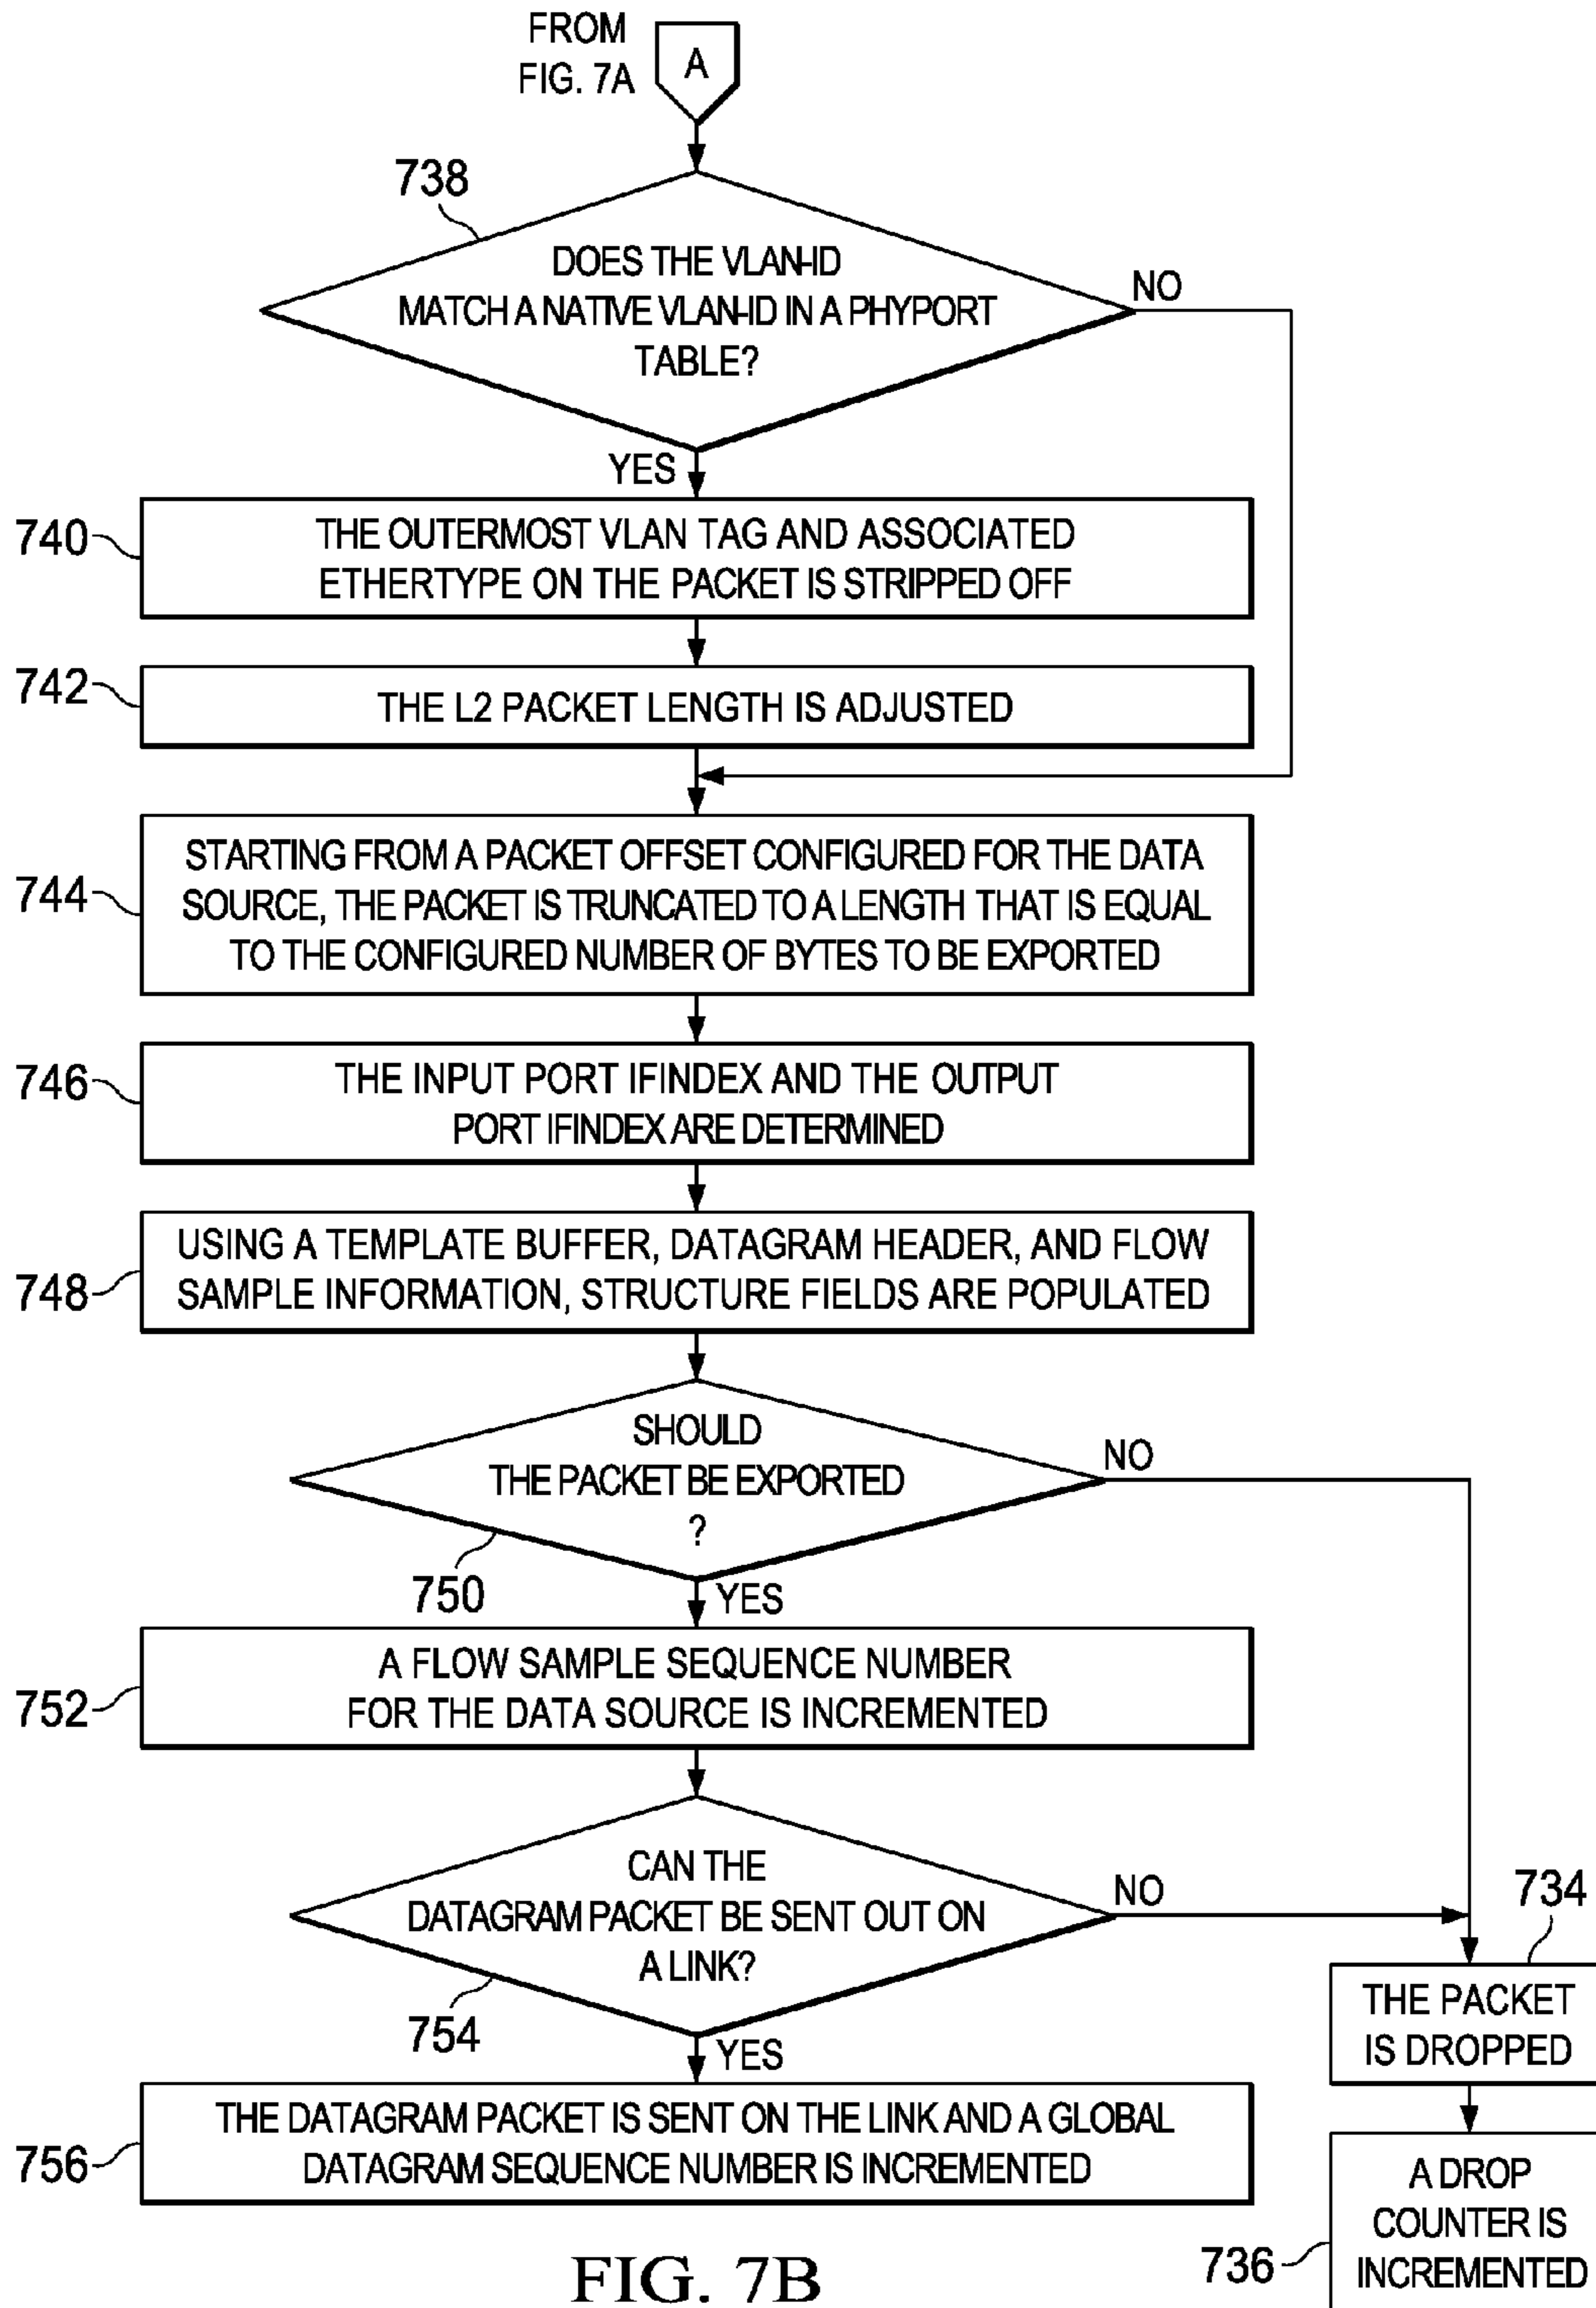 FROM
FIG. 7A
A
738
DOES THE VLAN-ID
MATCH A NATIVE VLAN-ID IN A PHYPORT
TABLE?
NO
YES
740
THE OUTERMOST VLAN TAG AND ASSOCIATED
ETHERTYPE ON THE PACKET IS STRIPPED OFF
742
THE L2 PACKET LENGTH IS ADJUSTED
744
STARTING FROM A PACKET OFFSET CONFIGURED FOR THE DATA
SOURCE, THE PACKET IS TRUNCATED TO A LENGTH THAT IS EQUAL
TO THE CONFIGURED NUMBER OF BYTES TO BE EXPORTED
746
THE INPUT PORT IFINDEX AND THE OUTPUT
PORT IFINDEX ARE DETERMINED
748
USING A TEMPLATE BUFFER, DATAGRAM HEADER, AND FLOW
SAMPLE INFORMATION, STRUCTURE FIELDS ARE POPULATED
SHOULD
THE PACKET BE EXPORTED
?
NO
750
YES
752
A FLOW SAMPLE SEQUENCE NUMBER
FOR THE DATA SOURCE IS INCREMENTED
CAN THE
DATAGRAM PACKET BE SENT OUT ON
A LINK?
NO
754
YES
734
THE PACKET
IS DROPPED
756
THE DATAGRAM PACKET IS SENT ON THE LINK AND A GLOBAL
DATAGRAM SEQUENCE NUMBER IS INCREMENTED
736
A DROP
COUNTER IS
INCREMENTED
FIG. 7B